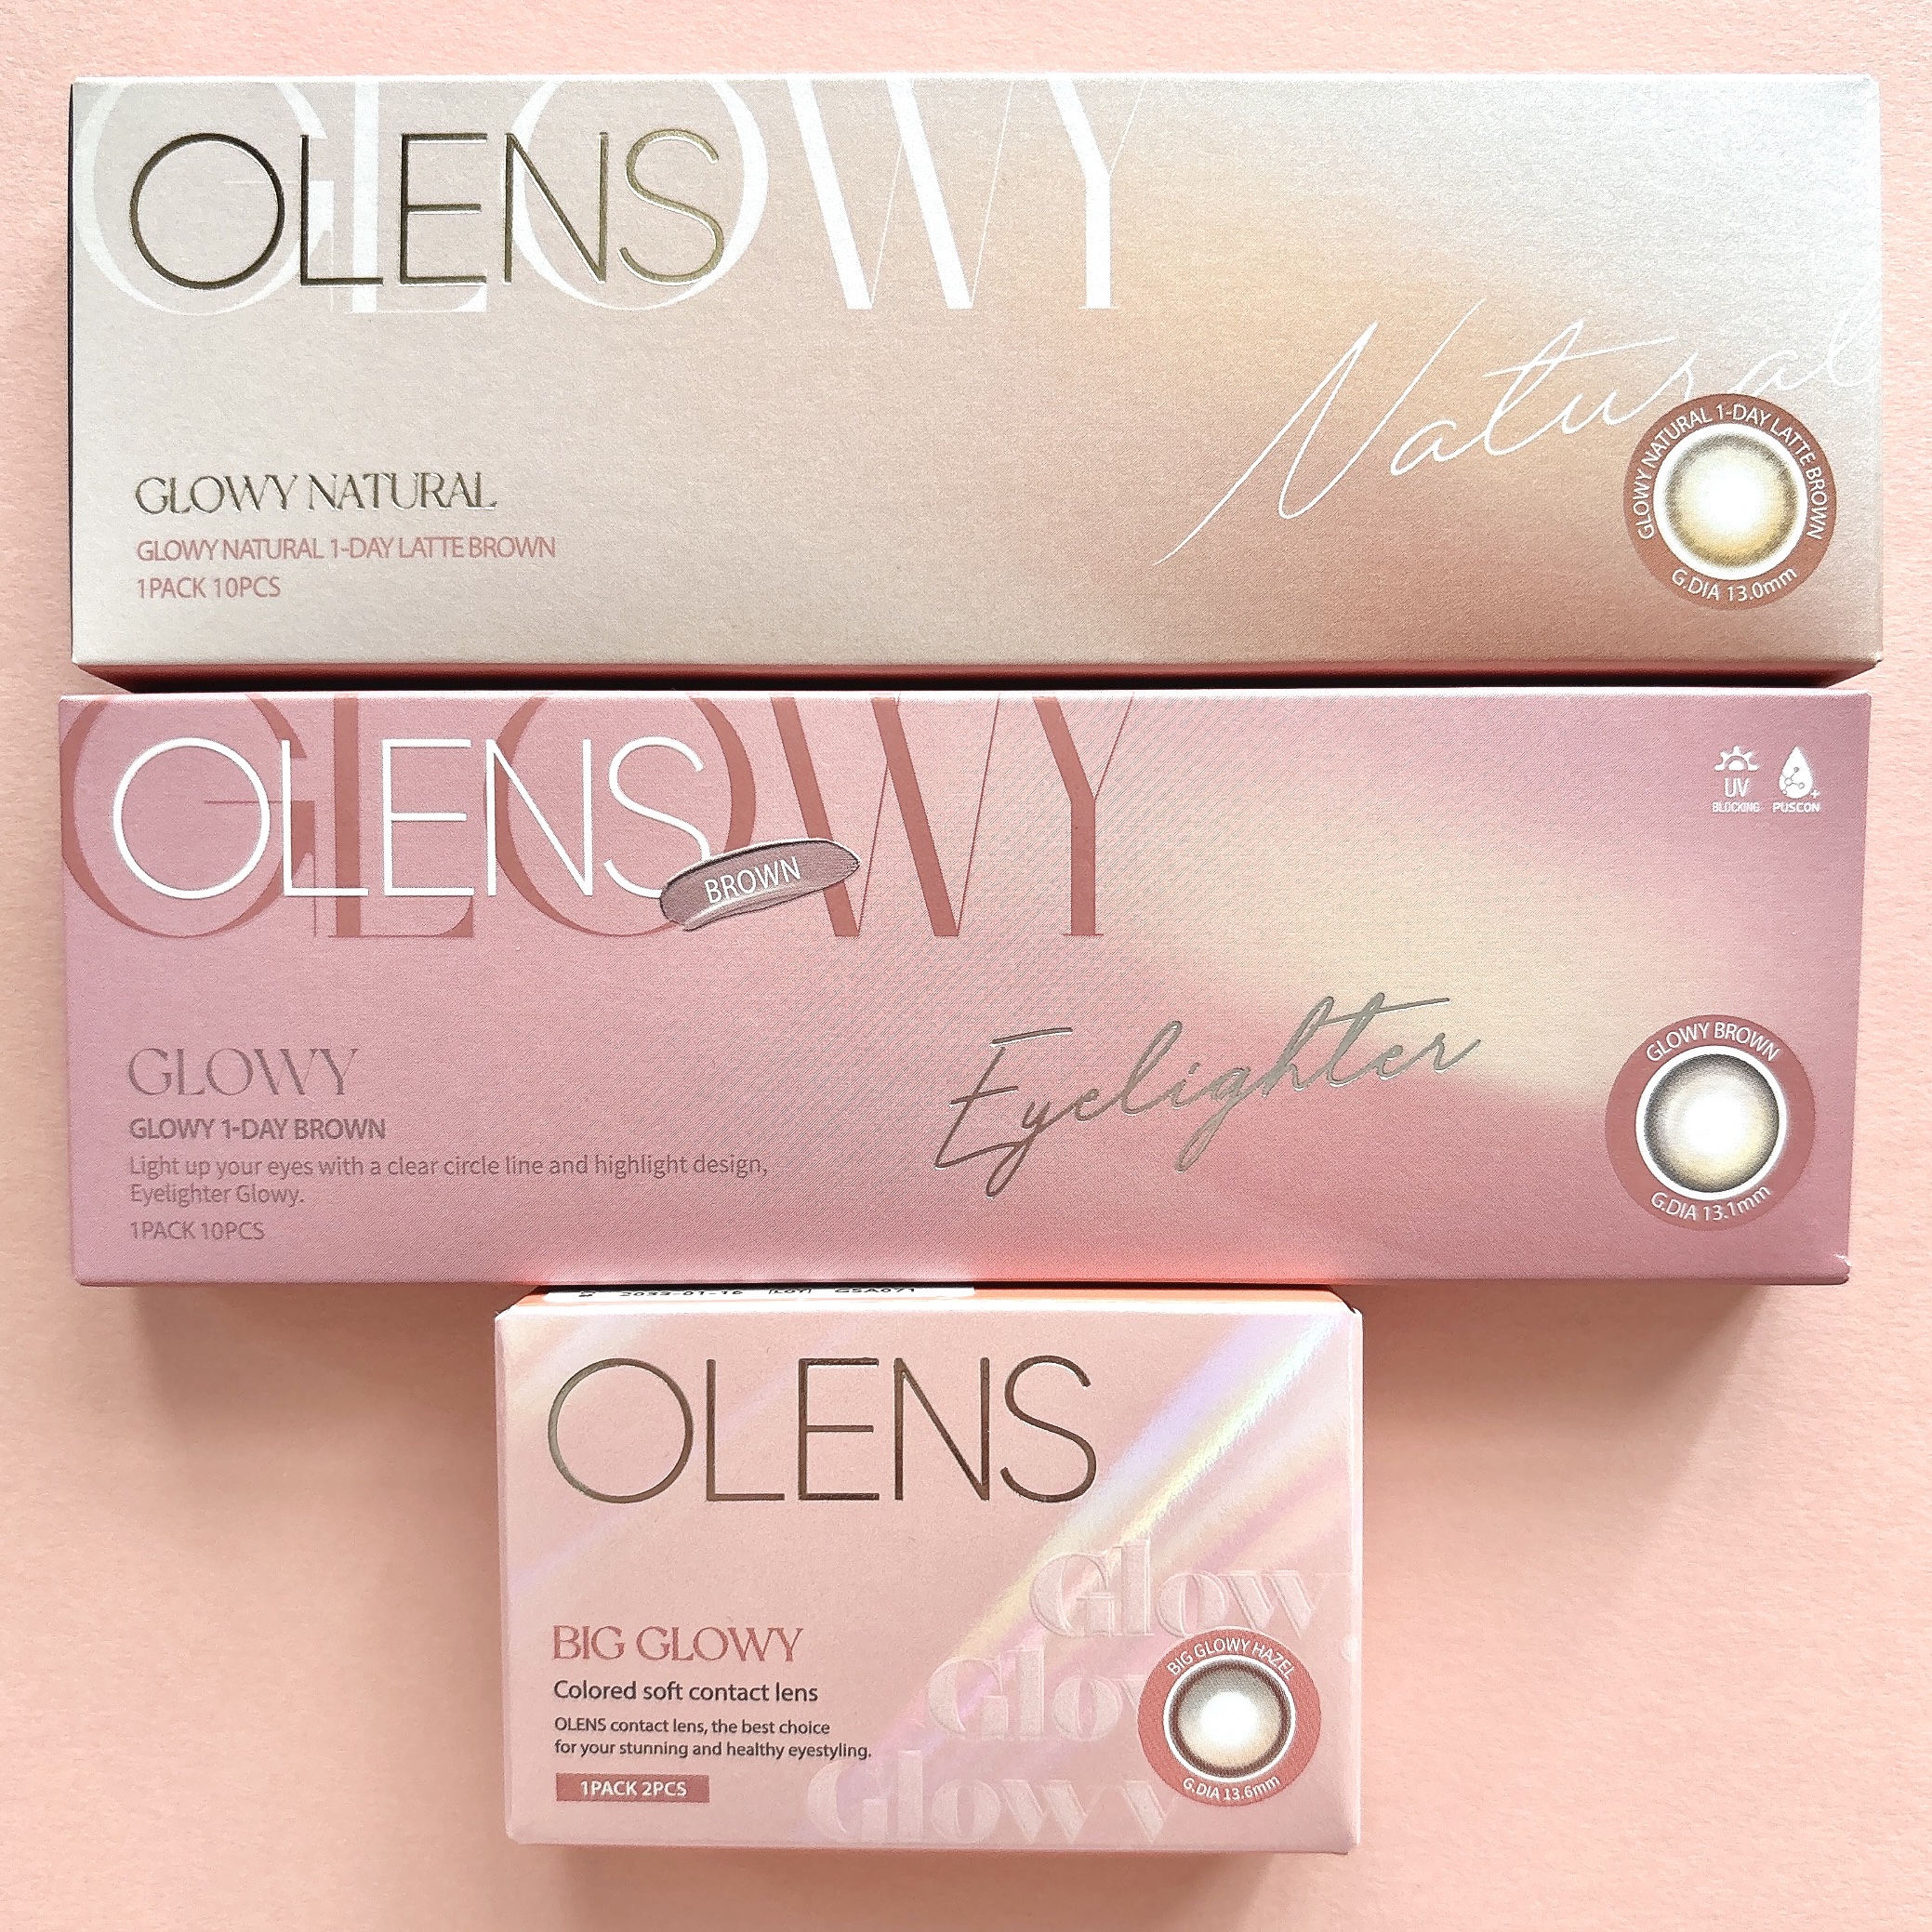 GLOWY
OLENS
Natural
GLOWY NATURAL
GLOWY NATURAL 1-DAY LATTE BROWN
1PACK 10PCS
GLOWY NATURAL 1-DAY LATTE BROWN
G.DIA 13.0mm
GLOWY
OLENS
BROWN
UV
BLOCKING
PUSCON
Eyelighter
GLOWY
GLOWY 1-DAY BROWN
Light up your eyes with a clear circle line and highlight design,
Eyelighter Glowy.
1PACK 10PCS
GLOWY BROWN
G.DIA 13.1mm
LOT GSA071
OLENS
Glow
Glow
Glowy
BIG GLOWY
Colored soft contact lens
OLENS contact lens, the best choice
for your stunning and healthy eyestyling.
1PACK 2PCS
BIG GLOWY HAZEL
G.DIA 13.6mm